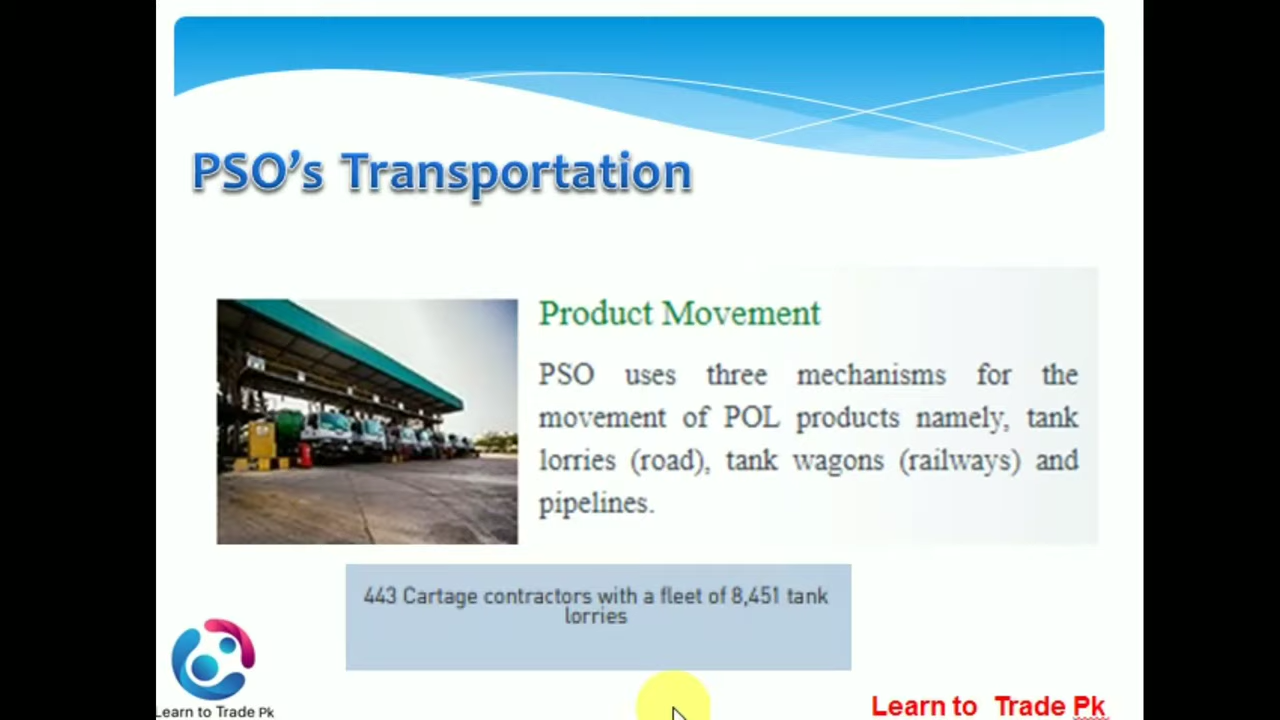 PSO's Transportation
Product Movement
PSO uses three mechanisms for the
movement of POL products namely, tank
lorries (road), tank wagons (railways) and
pipelines.
443 Cartage contractors with a fleet of 8,451 tank
lorries
Learn to Trade Pk
Learn to Trade Pk